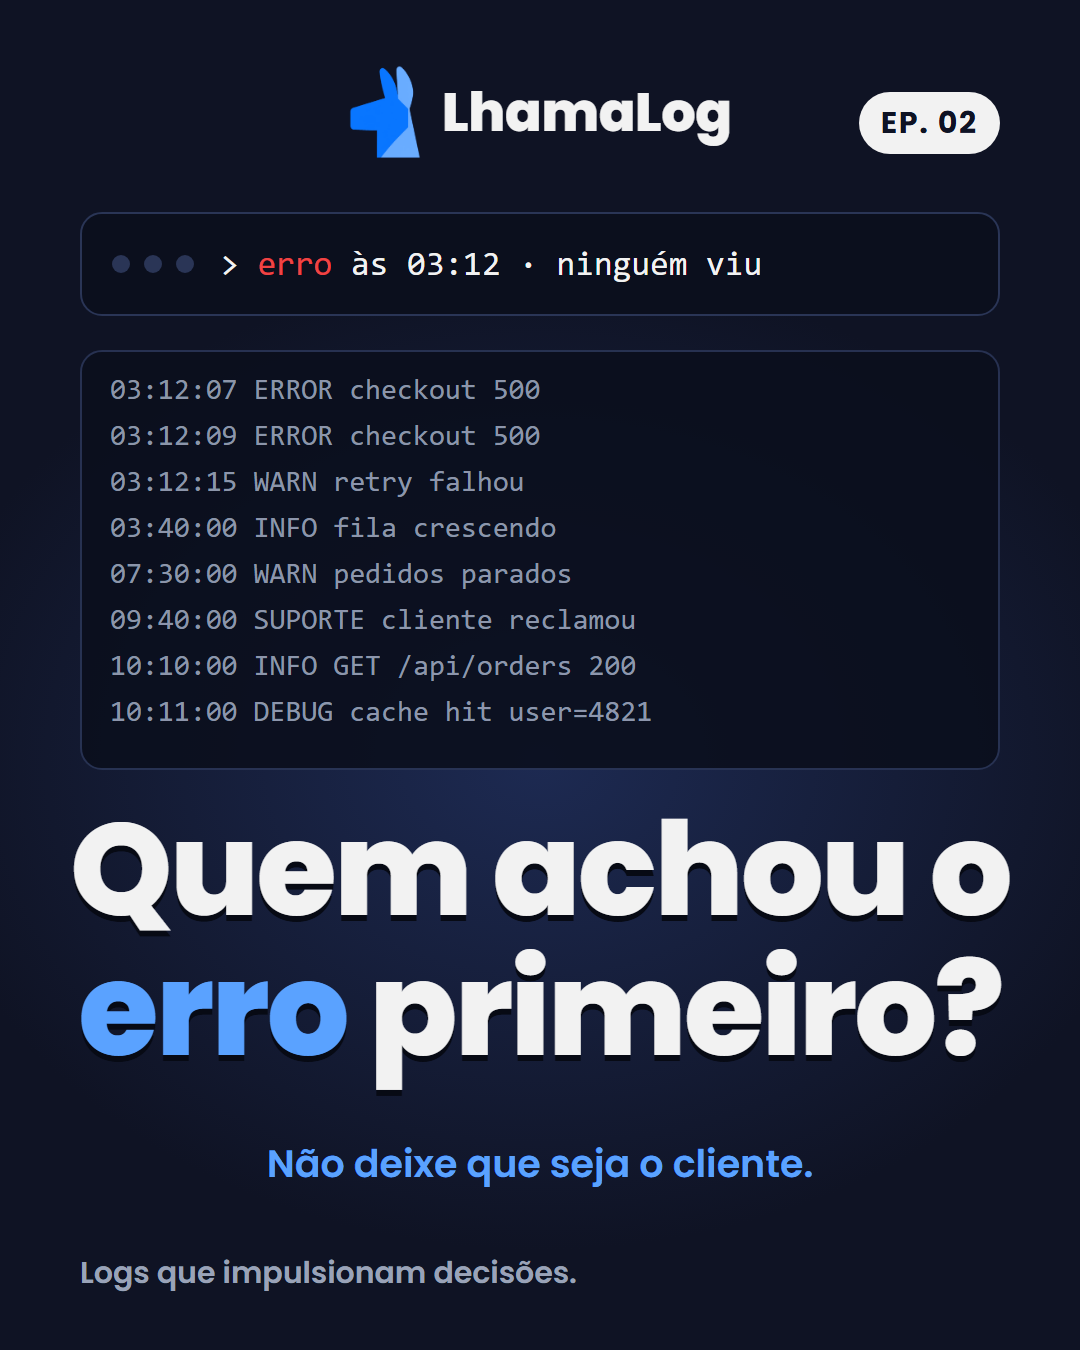 LhamaLog
EP. 02
> erro às 03:12 · ninguém viu
03:12:07 ERROR checkout 500
03:12:09 ERROR checkout 500
03:12:15 WARN retry falhou
03:40:00 INFO fila crescendo
07:30:00 WARN pedidos parados
09:40:00 SUPORTE cliente reclamou
10:10:00 INFO GET /api/orders 200
10:11:00 DEBUG cache hit user=4821
Quem achou o
erro primeiro?
Não deixe que seja o cliente.
Logs que impulsionam decisões.